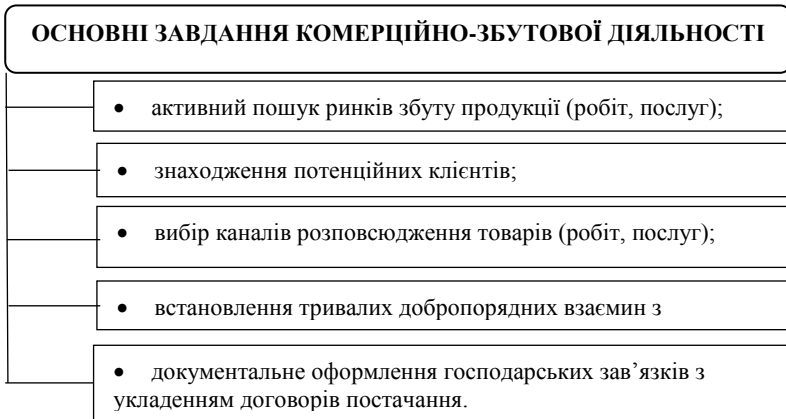 ОСНОВНІ ЗАВДАННЯ КОМЕРЦІЙНО-ЗБУТОВОЇ ДІЯЛЬНОСТІ
• активний пошук ринків збуту продукції (робіт, послуг);
• знаходження потенційних клієнтів;
• вибір каналів розповсюдження товарів (робіт, послуг);
• встановлення тривалих добропорядних взаємин з
• документальне оформлення господарських зав’язків з
укладенням договорів постачання.